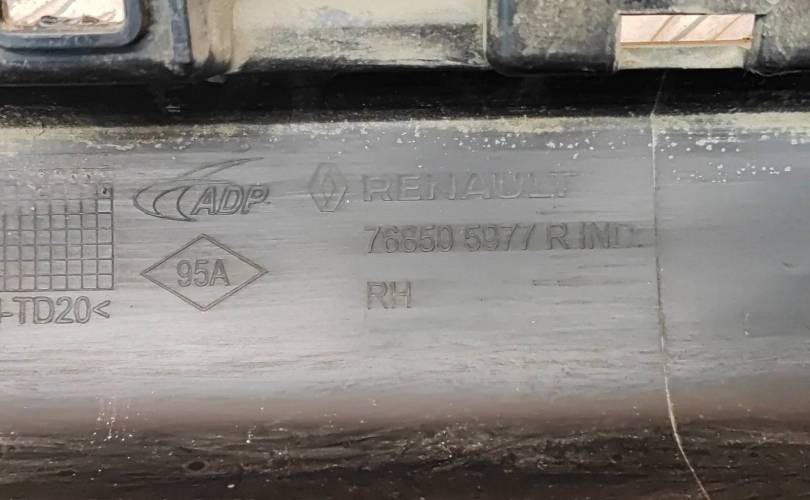 ADP
RENAULT
76850 5977 R IND.
95A
RH
-TD20<